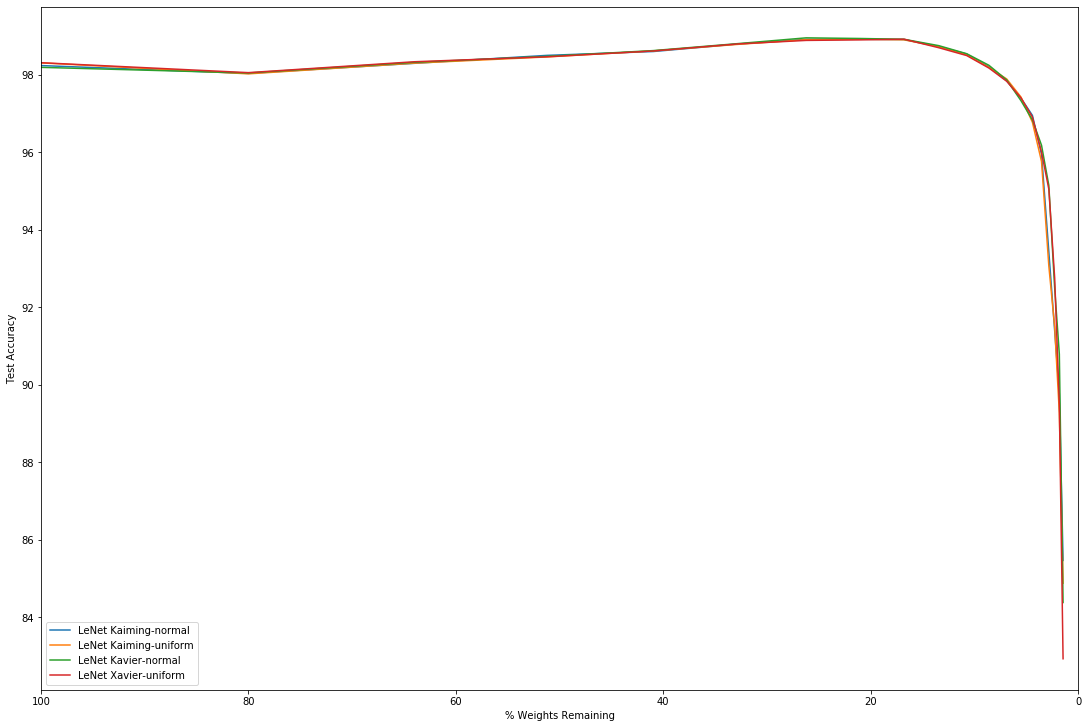 98
96
94
92
90
88
86
84
Test Accuracy
LeNet Kaiming-normal
LeNet Kaiming-uniform
LeNet Kavier-normal
LeNet Xavier-uniform
100 80 60 40 20 0
% Weights Remaining